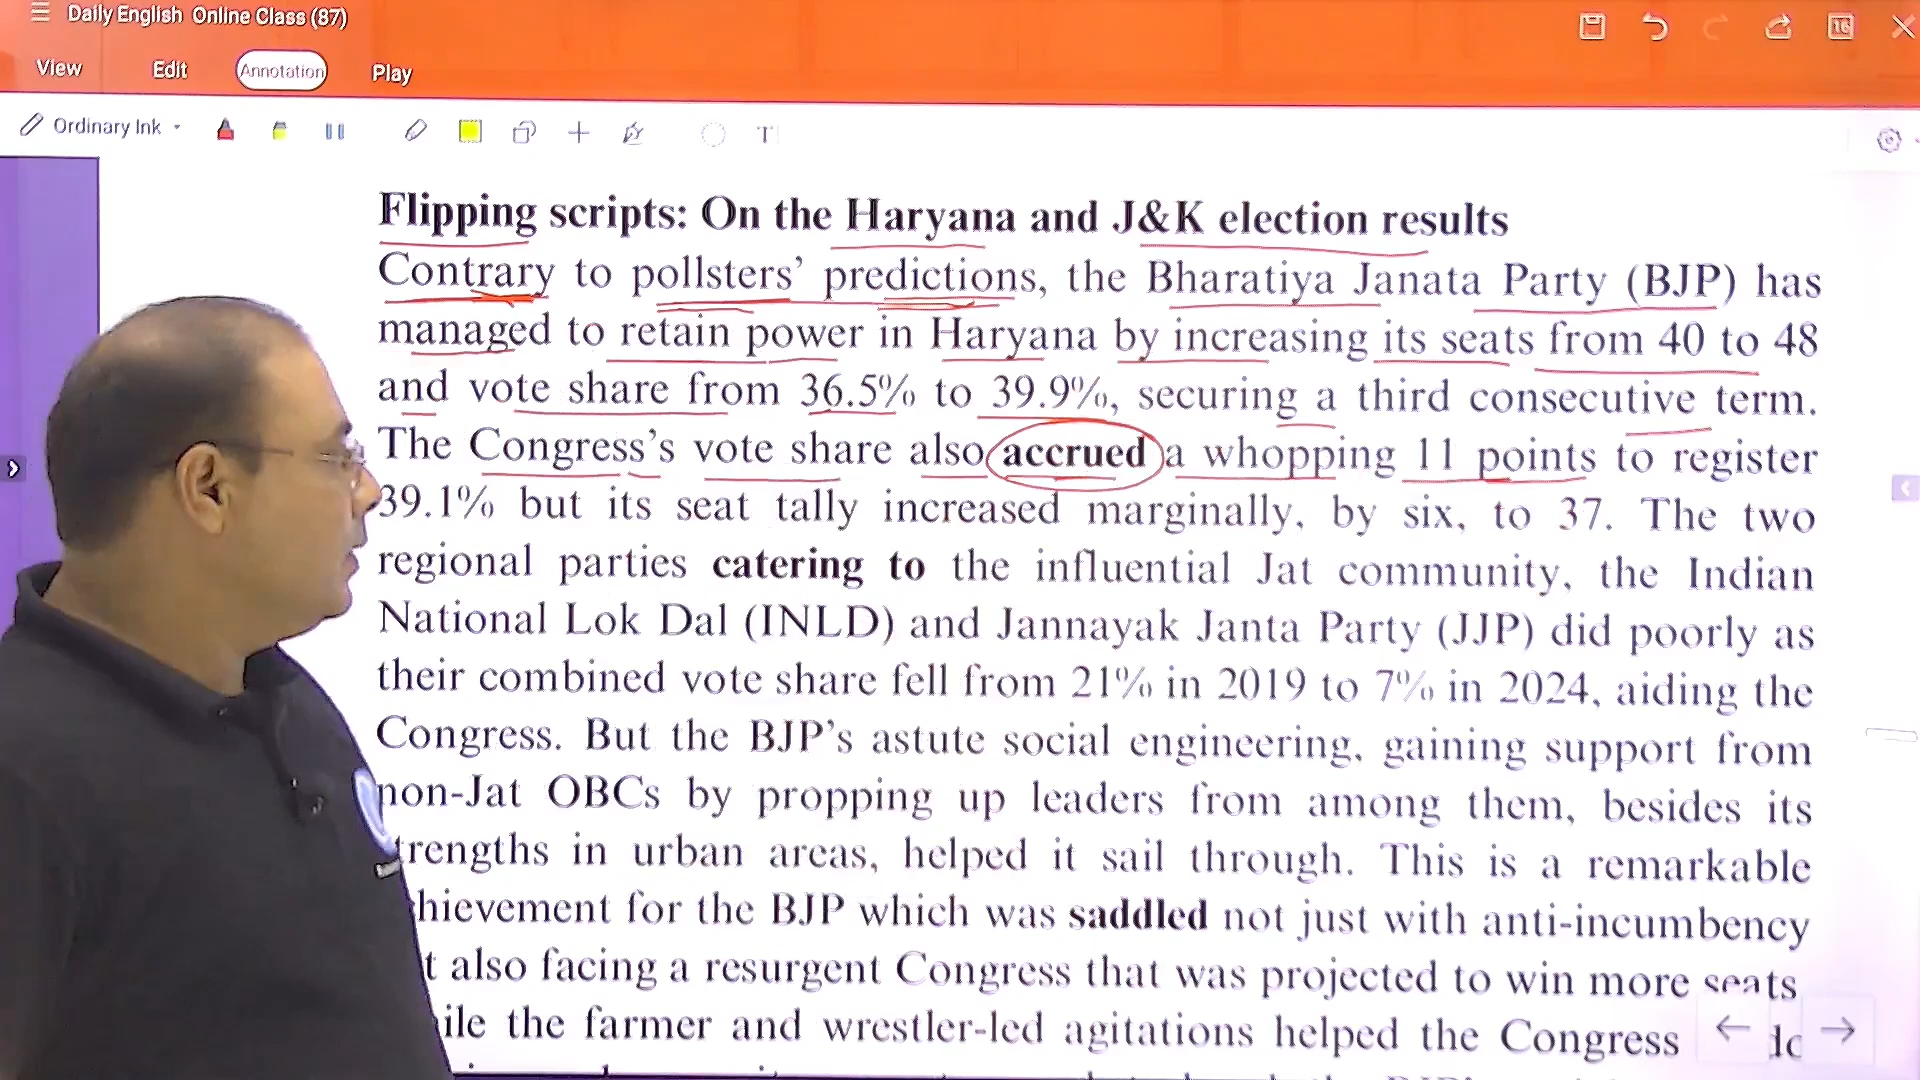 Daily English Online Class (87)
16
View Edit Annotation Play
Ordinary Ink
T
Flipping scripts: On the Haryana and J&K election results
Contrary to pollsters' predictions, the Bharatiya Janata Party (BJP) has
managed to retain power in Haryana by increasing its seats from 40 to 48
and vote share from 36.5% to 39.9%, securing a third consecutive term.
The Congress's vote share also accrued a whopping 11 points to register
39.1% but its seat tally increased marginally, by six, to 37. The two
regional parties catering to the influential Jat community, the Indian
National Lok Dal (INLD) and Jannayak Janta Party (JJP) did poorly as
their combined vote share fell from 21% in 2019 to 7% in 2024, aiding the
Congress. But the BJP's astute social engineering, gaining support from
non-Jat OBCs by propping up leaders from among them, besides its
trengths in urban areas, helped it sail through. This is a remarkable
hievement for the BJP which was saddled not just with anti-incumbency
t also facing a resurgent Congress that was projected to win more seats
ile the farmer and wrestler-led agitations helped the Congress